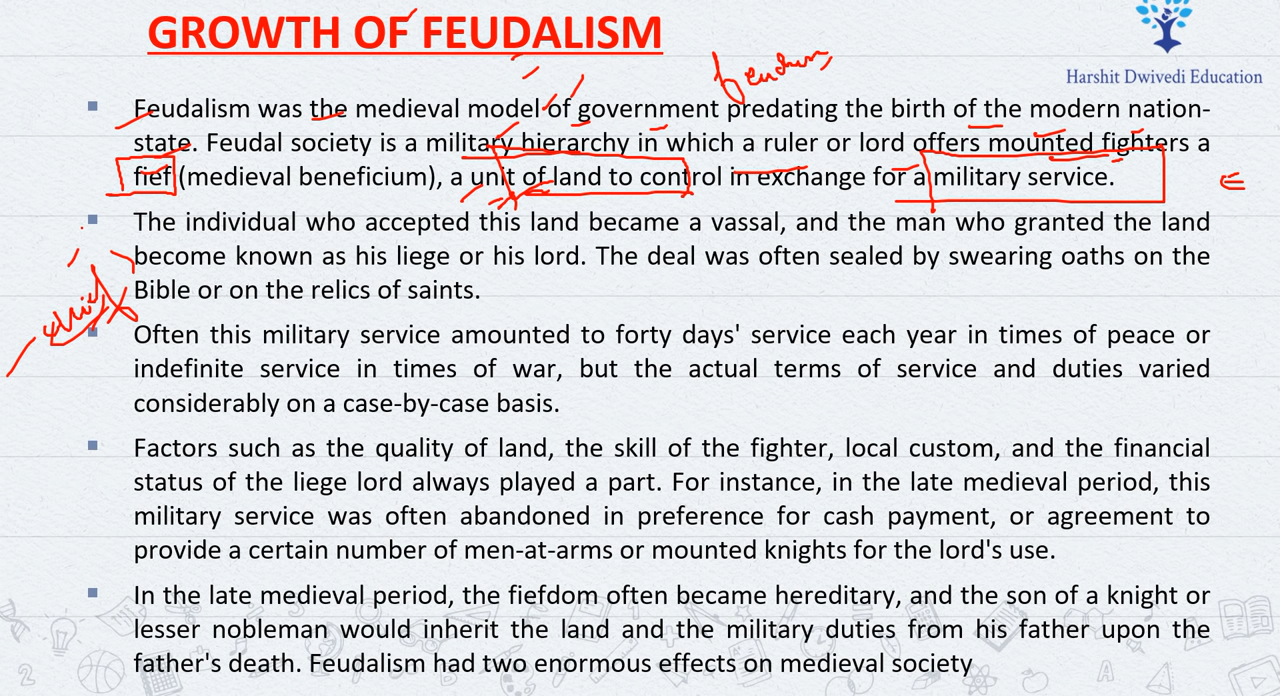 GROWTH OF FEUDALISM
Harshit Dwivedi Education
feudum
▪ Feudalism was the medieval model of government predating the birth of the modern nation-
state. Feudal society is a military hierarchy in which a ruler or lord offers mounted fighters a
fief (medieval beneficium), a unit of land to control in exchange for a military service.
▪ The individual who accepted this land became a vassal, and the man who granted the land
become known as his liege or his lord. The deal was often sealed by swearing oaths on the
Bible or on the relics of saints.
▪ Often this military service amounted to forty days' service each year in times of peace or
indefinite service in times of war, but the actual terms of service and duties varied
considerably on a case-by-case basis.
▪ Factors such as the quality of land, the skill of the fighter, local custom, and the financial
status of the liege lord always played a part. For instance, in the late medieval period, this
military service was often abandoned in preference for cash payment, or agreement to
provide a certain number of men-at-arms or mounted knights for the lord's use.
▪ In the late medieval period, the fiefdom often became hereditary, and the son of a knight or
lesser nobleman would inherit the land and the military duties from his father upon the
father's death. Feudalism had two enormous effects on medieval society